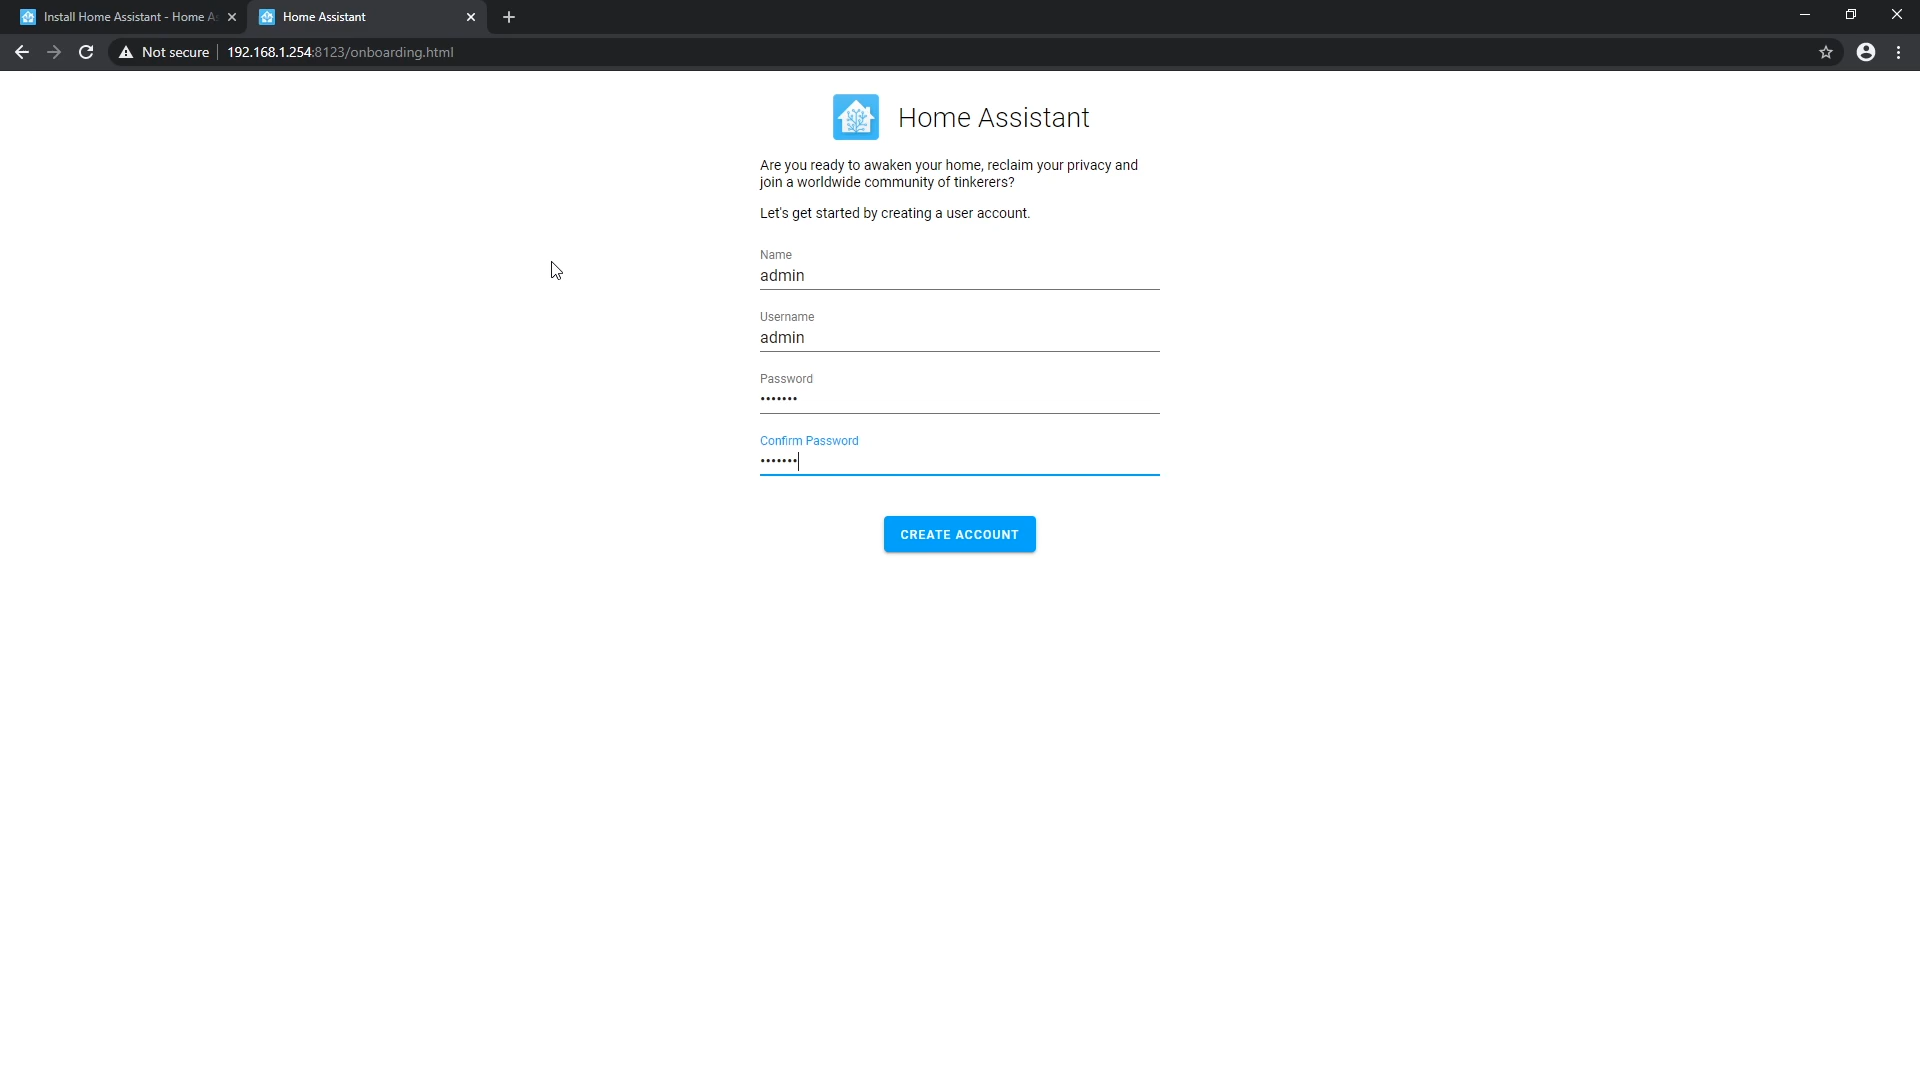 Install Home Assistant - Home As
Home Assistant
Not secure
192.168.1.254:8123/onboarding.html
Home Assistant
Are you ready to awaken your home, reclaim your privacy and
join a worldwide community of tinkerers?
Let's get started by creating a user account.
Name
admin
Username
admin
Password
•••••••
Confirm Password
•••••••
CREATE ACCOUNT